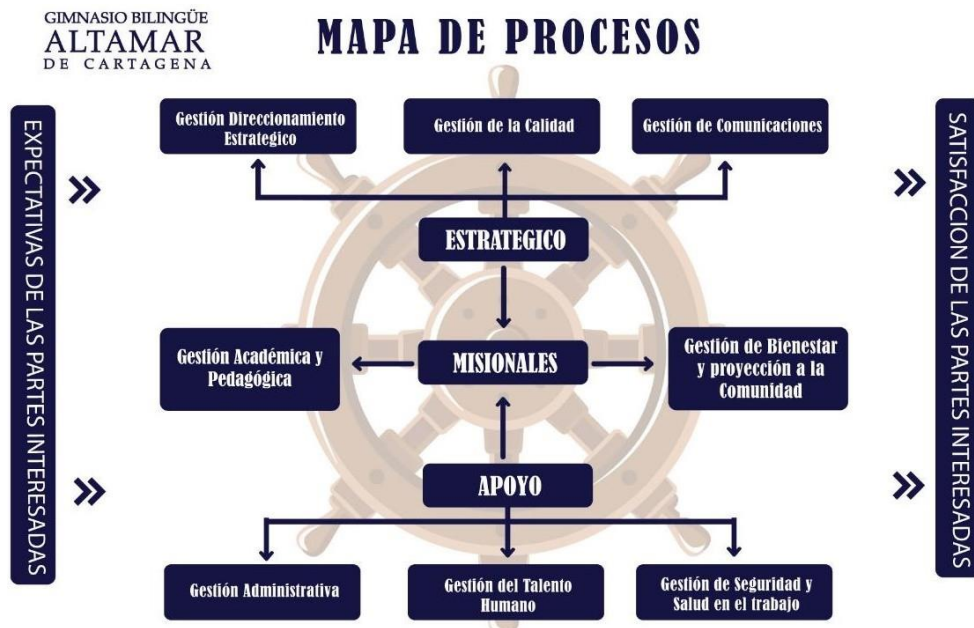 GIMNASIO BILINGÜE
ALTAMAR
DE CARTAGENA
MAPA DE PROCESOS
EXPECTATIVAS DE LAS PARTES INTERESADAS
Gestión Direccionamiento
Estrategico
Gestión de la Calidad
Gestión de Comunicaciones
ESTRATEGICO
Gestión Académica y
Pedagógica
MISIONALES
Gestión de Bienestar
y proyección a la
Comunidad
APOYO
Gestión Administrativa
Gestión del Talento
Humano
Gestión de Seguridad y
Salud en el trabajo
SATISFACCION DE LAS PARTES INTERESADAS